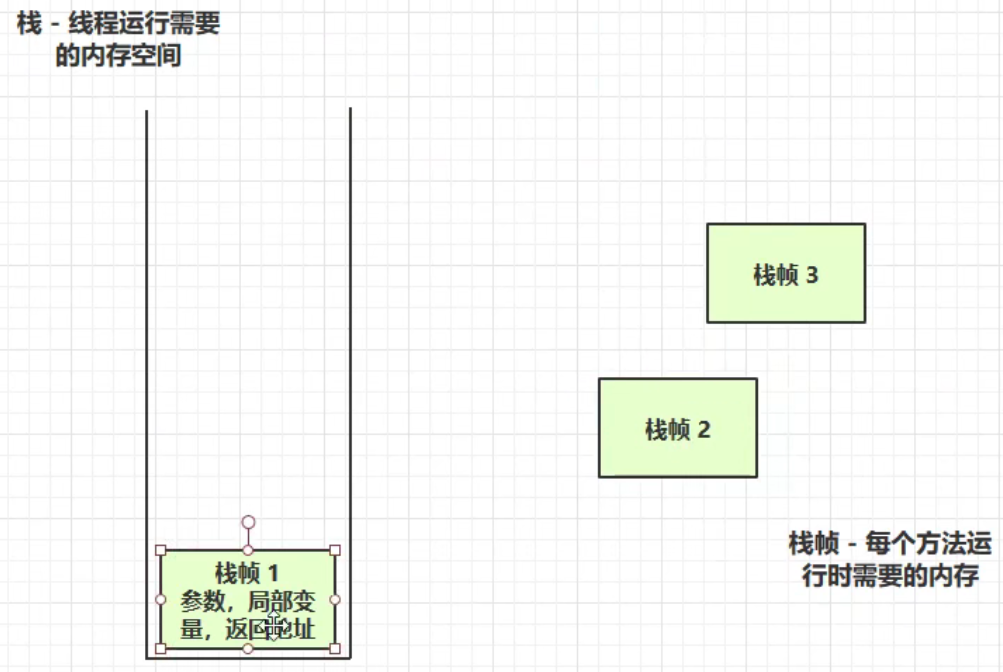 栈 - 线程运行需要
的内存空间
栈帧 3
栈帧 2
栈帧 - 每个方法运
行时需要的内存
栈帧 1
参数，局部变
量，返回地址